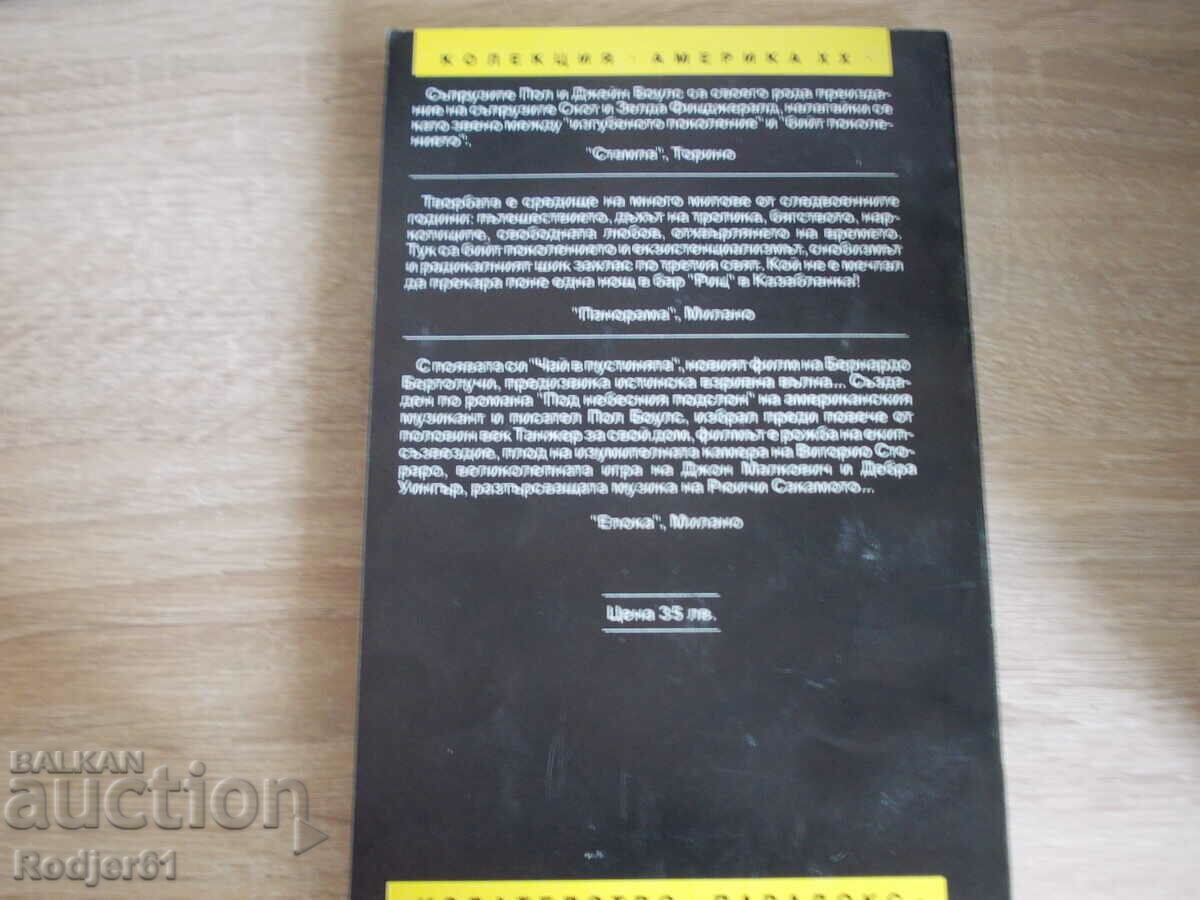 КОЛЕКЦИЯ · АМЕРИКА XX ·
Съпрузите Пол и Джейн Боулс са своего рода преизда-
ние на съпрузите Скот и Зелда Фицджералд, налагайки се
като звено между "изгубеното поколение" и "бийт поколе-
нието".
"Стампа", Торино
Творбата е средище на много митове от следвоенните
години: пътешествието, дъхът на тропика, бягството, нар-
котиците, свободната любов, отхвърлянето на времето.
Тук са бийт поколението и екзистенциализмът, снобизмът
и радикалният шик заклас по третия свят. Кой не е мечтал
да прекара поне една нощ в бар "Риц" в Казабланка!
"Панорама", Милано
С появата си "Чай в пустинята", новият филм на Бернардо
Бертолучи, предизвика истинска взривна вълна... Създа-
ден по романа "Под небесния подслон" на американския
музикант и писател Пол Боулс, избрал преди повече от
половин век Танжер за свой дом, филмът е рожба на екип-
съзвездие, плод на изумителната камера на Виторио Сто-
раро, великолепната игра на Джон Малкович и Дебра
Уингър, разтърсващата музика на Рюичи Сакамото...
"Епока", Милано
Цена 35 лв.
BALKAN
auction
Rodjer61
ИЗДАТЕЛСТВО · ПАРАДОКС ·